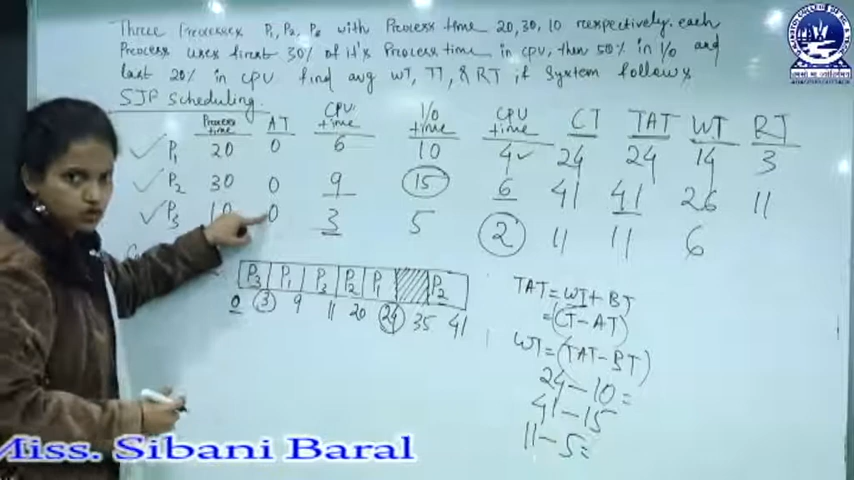 Three Processes P1, P2, P3 with Process time 20, 30, 10 respectively. each
Process uses first 30% of it's Process time in cpu, then 50% in I/o and
last 20% in cpu find avg WT, TT, & RT if System follows
SJP Scheduling.
Process time AT CPU time I/o time CPU time CT TAT WT RT
P1 20 0 6 10 4 24 24 14 3
P2 30 0 9 15 6 41 41 26 11
P3 10 0 3 5 2 11 11 6
P3 P1 P3 P2 P1 P2
0 3 9 11 20 24 35 41
TAT = WT + BT
= (CT - AT)
WT = (TAT - BT)
24 - 10 =
41 - 15
11 - 5 =
Miss. Sibani Baral